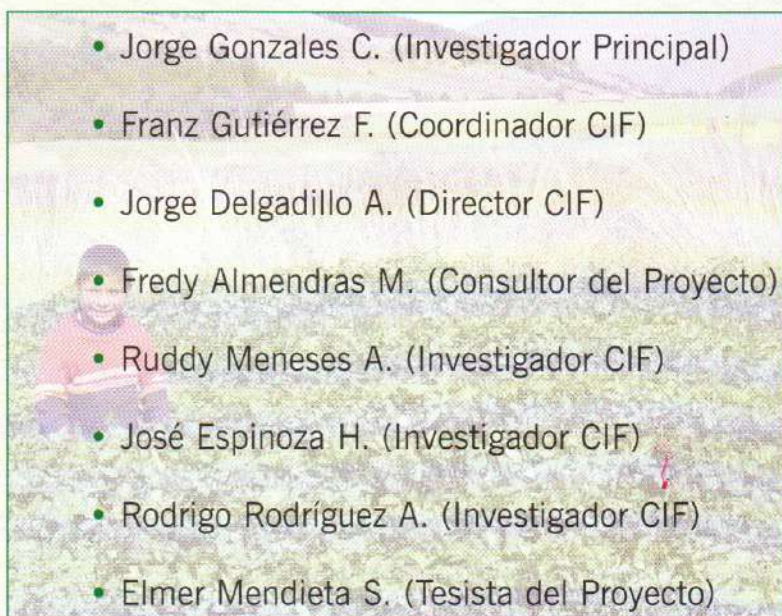 • Jorge Gonzales C. (Investigador Principal)
• Franz Gutiérrez F. (Coordinador CIF)
• Jorge Delgadillo A. (Director CIF)
• Fredy Almendras M. (Consultor del Proyecto)
• Ruddy Meneses A. (Investigador CIF)
• José Espinoza H. (Investigador CIF)
• Rodrigo Rodríguez A. (Investigador CIF)
• Elmer Mendieta S. (Tesista del Proyecto)